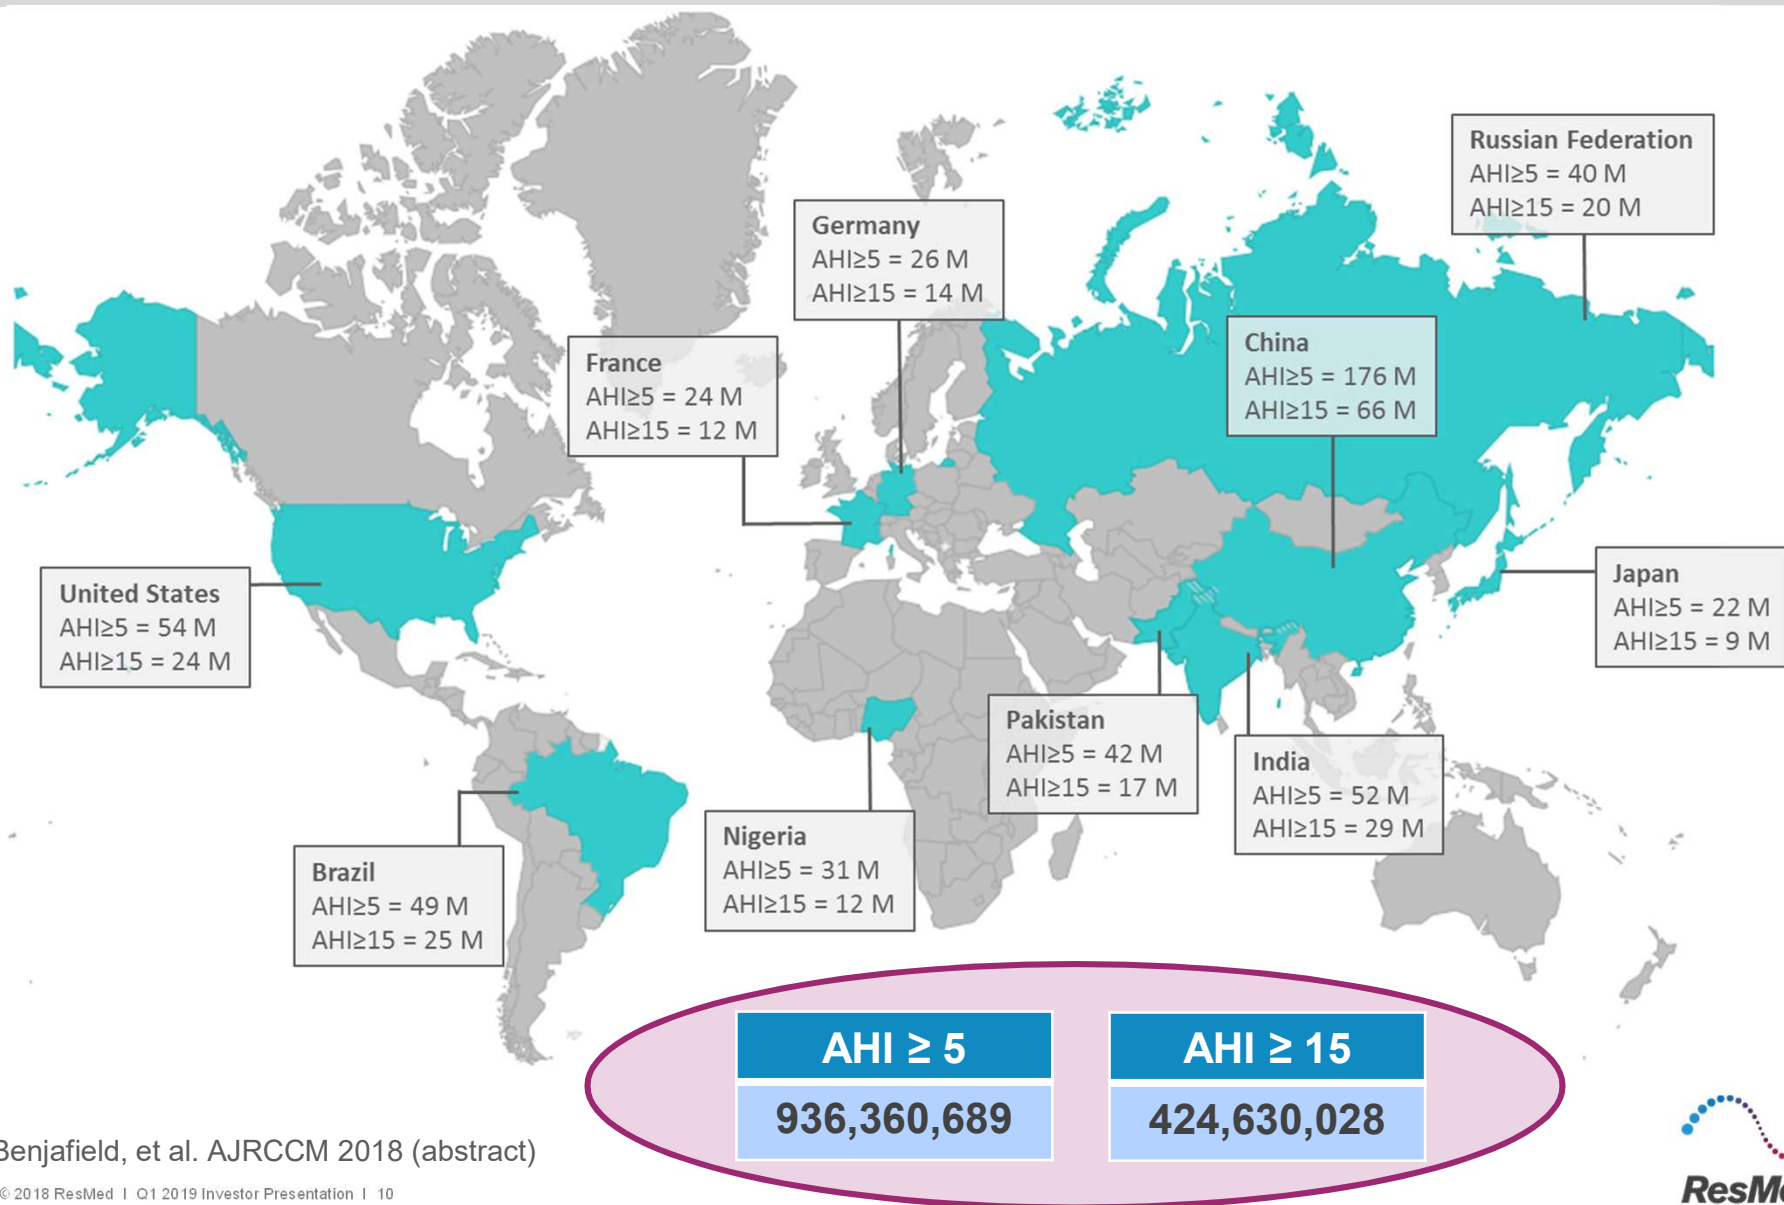 Russian Federation
AHI≥5 = 40 M
AHI≥15 = 20 M
Germany
AHI≥5 = 26 M
AHI≥15 = 14 M
France
AHI≥5 = 24 M
AHI≥15 = 12 M
China
AHI≥5 = 176 M
AHI≥15 = 66 M
United States
AHI≥5 = 54 M
AHI≥15 = 24 M
Japan
AHI≥5 = 22 M
AHI≥15 = 9 M
Pakistan
AHI≥5 = 42 M
AHI≥15 = 17 M
India
AHI≥5 = 52 M
AHI≥15 = 29 M
Nigeria
AHI≥5 = 31 M
AHI≥15 = 12 M
Brazil
AHI≥5 = 49 M
AHI≥15 = 25 M
AHI ≥ 5
936,360,689
AHI ≥ 15
424,630,028
Benjafield, et al. AJRCCM 2018 (abstract)
© 2018 ResMed I Q1 2019 Investor Presentation I 10
ResMe